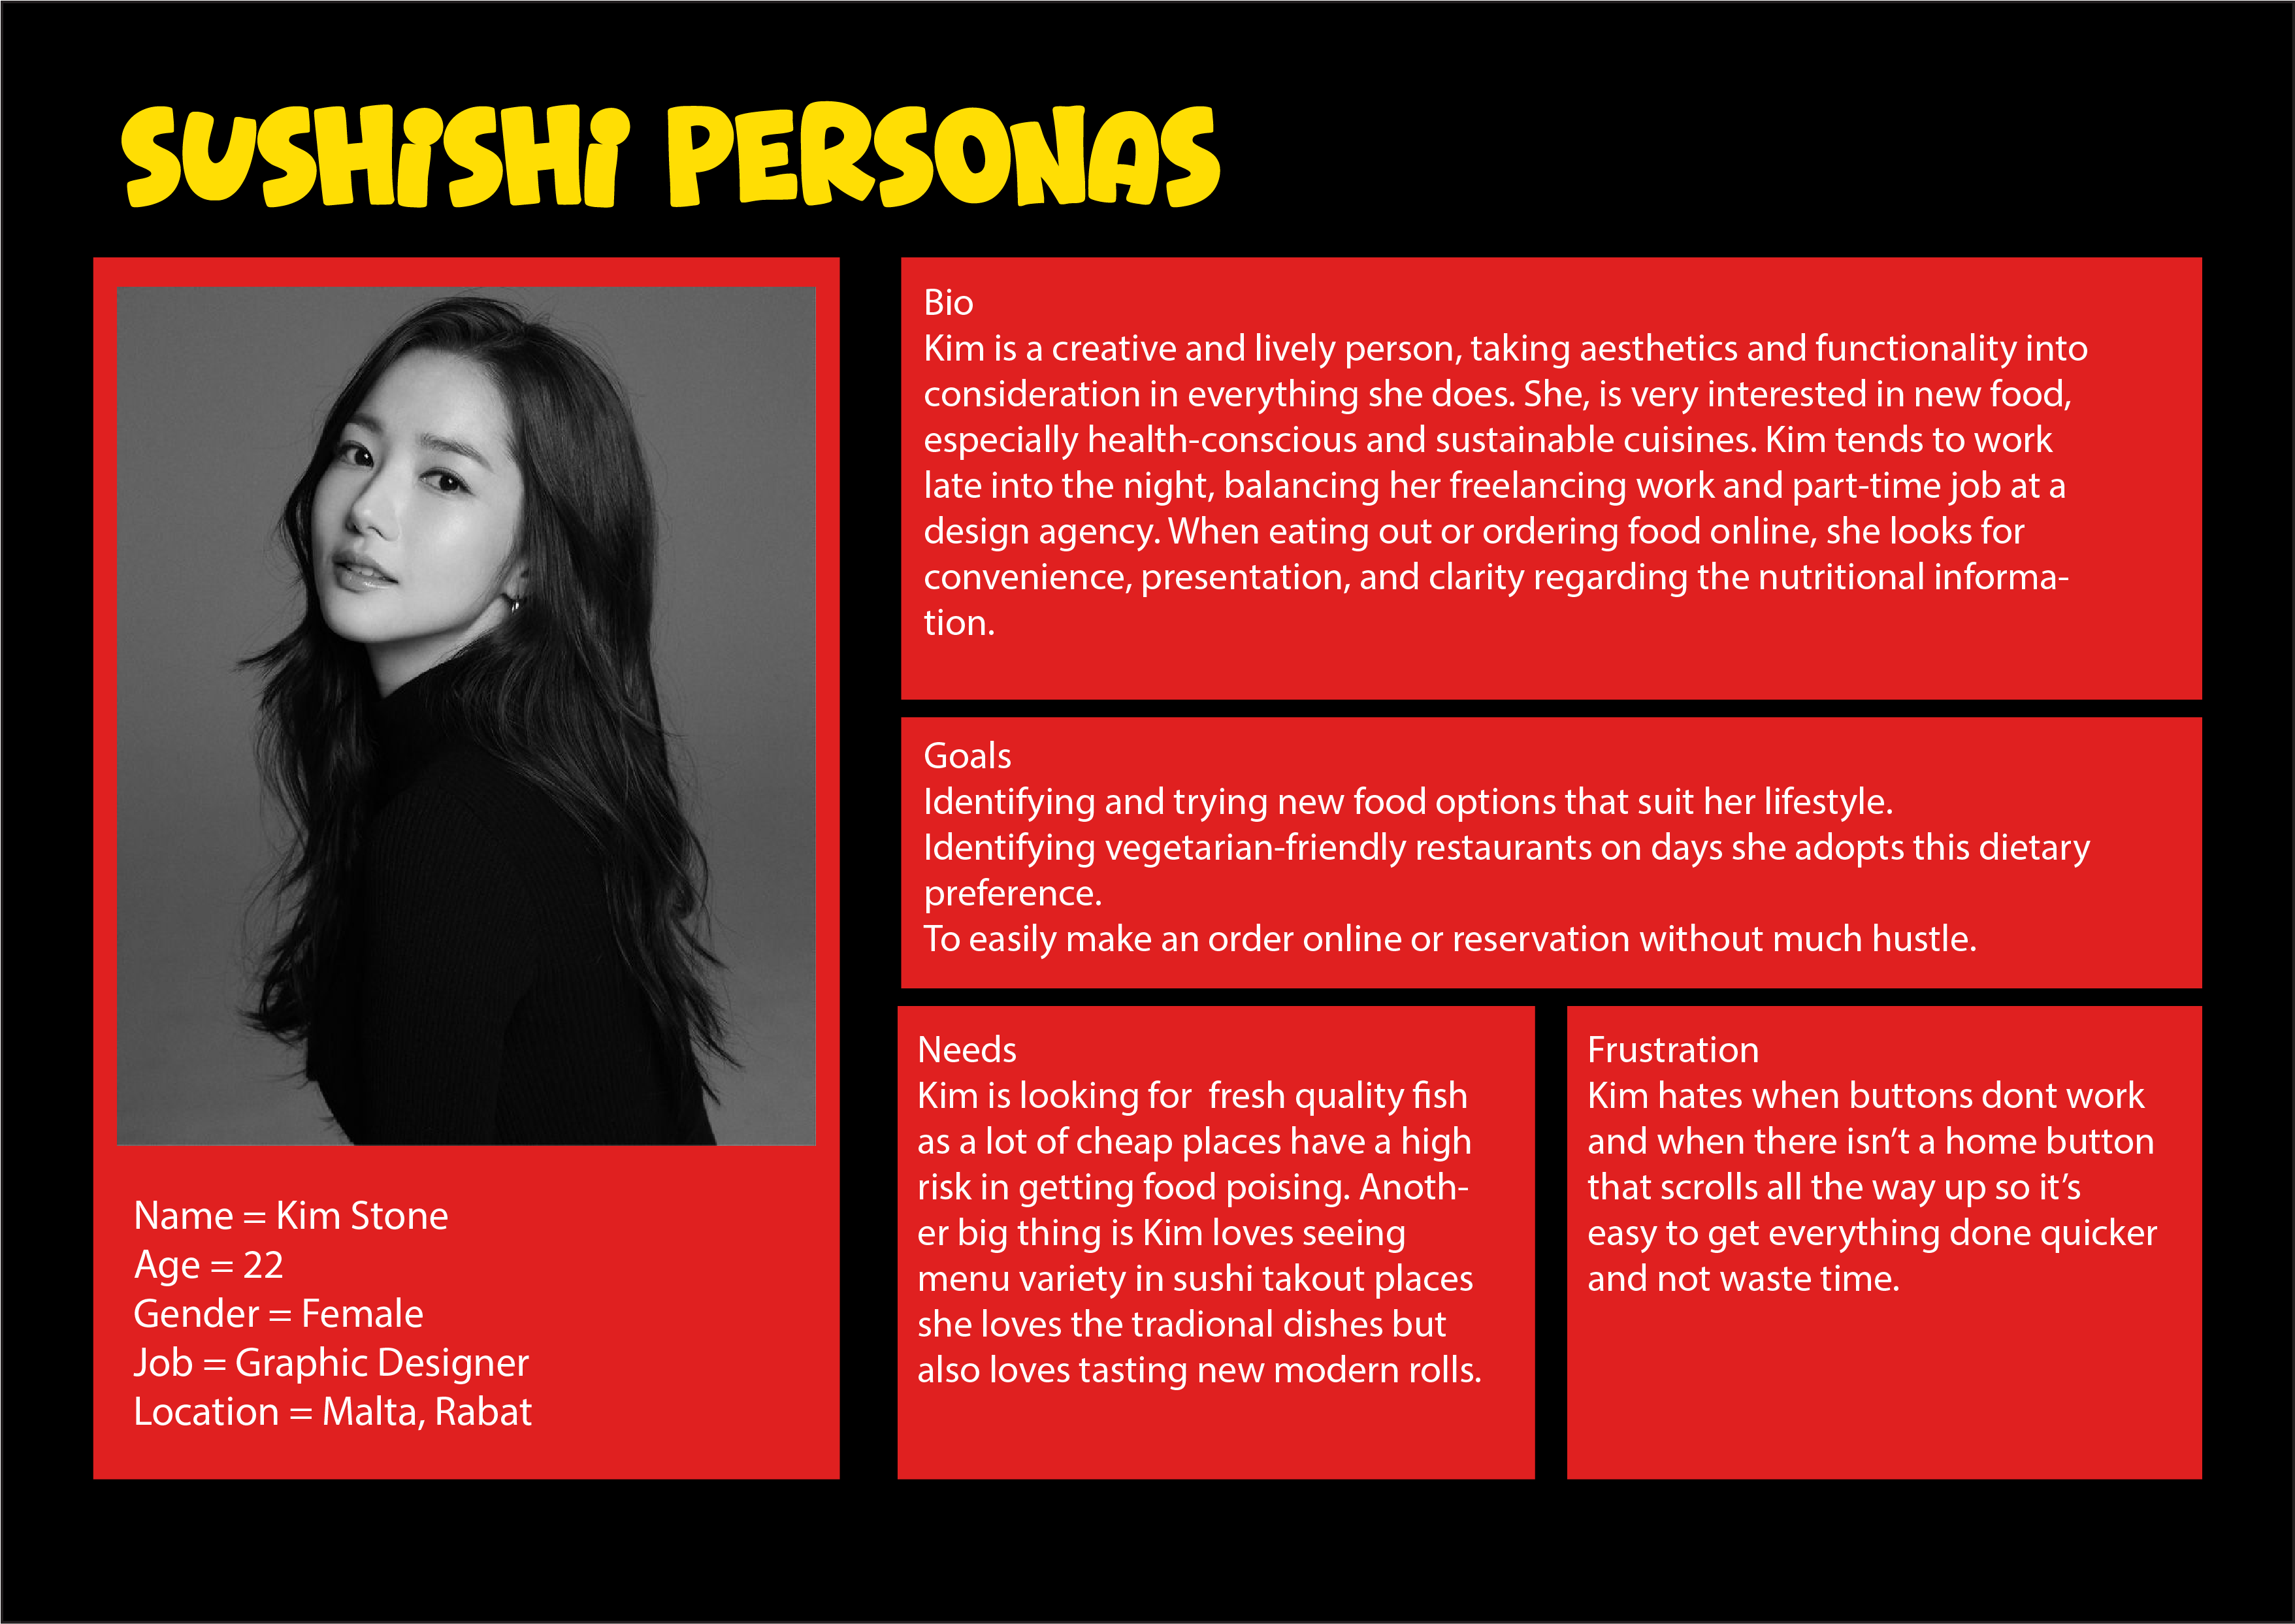 SUSHiSHi PERSONAS
Name = Kim Stone
Age = 22
Gender = Female
Job = Graphic Designer
Location = Malta, Rabat
Bio
Kim is a creative and lively person, taking aesthetics and functionality into
consideration in everything she does. She, is very interested in new food,
especially health-conscious and sustainable cuisines. Kim tends to work
late into the night, balancing her freelancing work and part-time job at a
design agency. When eating out or ordering food online, she looks for
convenience, presentation, and clarity regarding the nutritional informa-
tion.
Goals
Identifying and trying new food options that suit her lifestyle.
Identifying vegetarian-friendly restaurants on days she adopts this dietary
preference.
To easily make an order online or reservation without much hustle.
Needs
Kim is looking for  fresh quality fish
as a lot of cheap places have a high
risk in getting food poising. Anoth-
er big thing is Kim loves seeing
menu variety in sushi takout places
she loves the tradional dishes but
also loves tasting new modern rolls.
Frustration
Kim hates when buttons dont work
and when there isn’t a home button
that scrolls all the way up so it’s
easy to get everything done quicker
and not waste time.